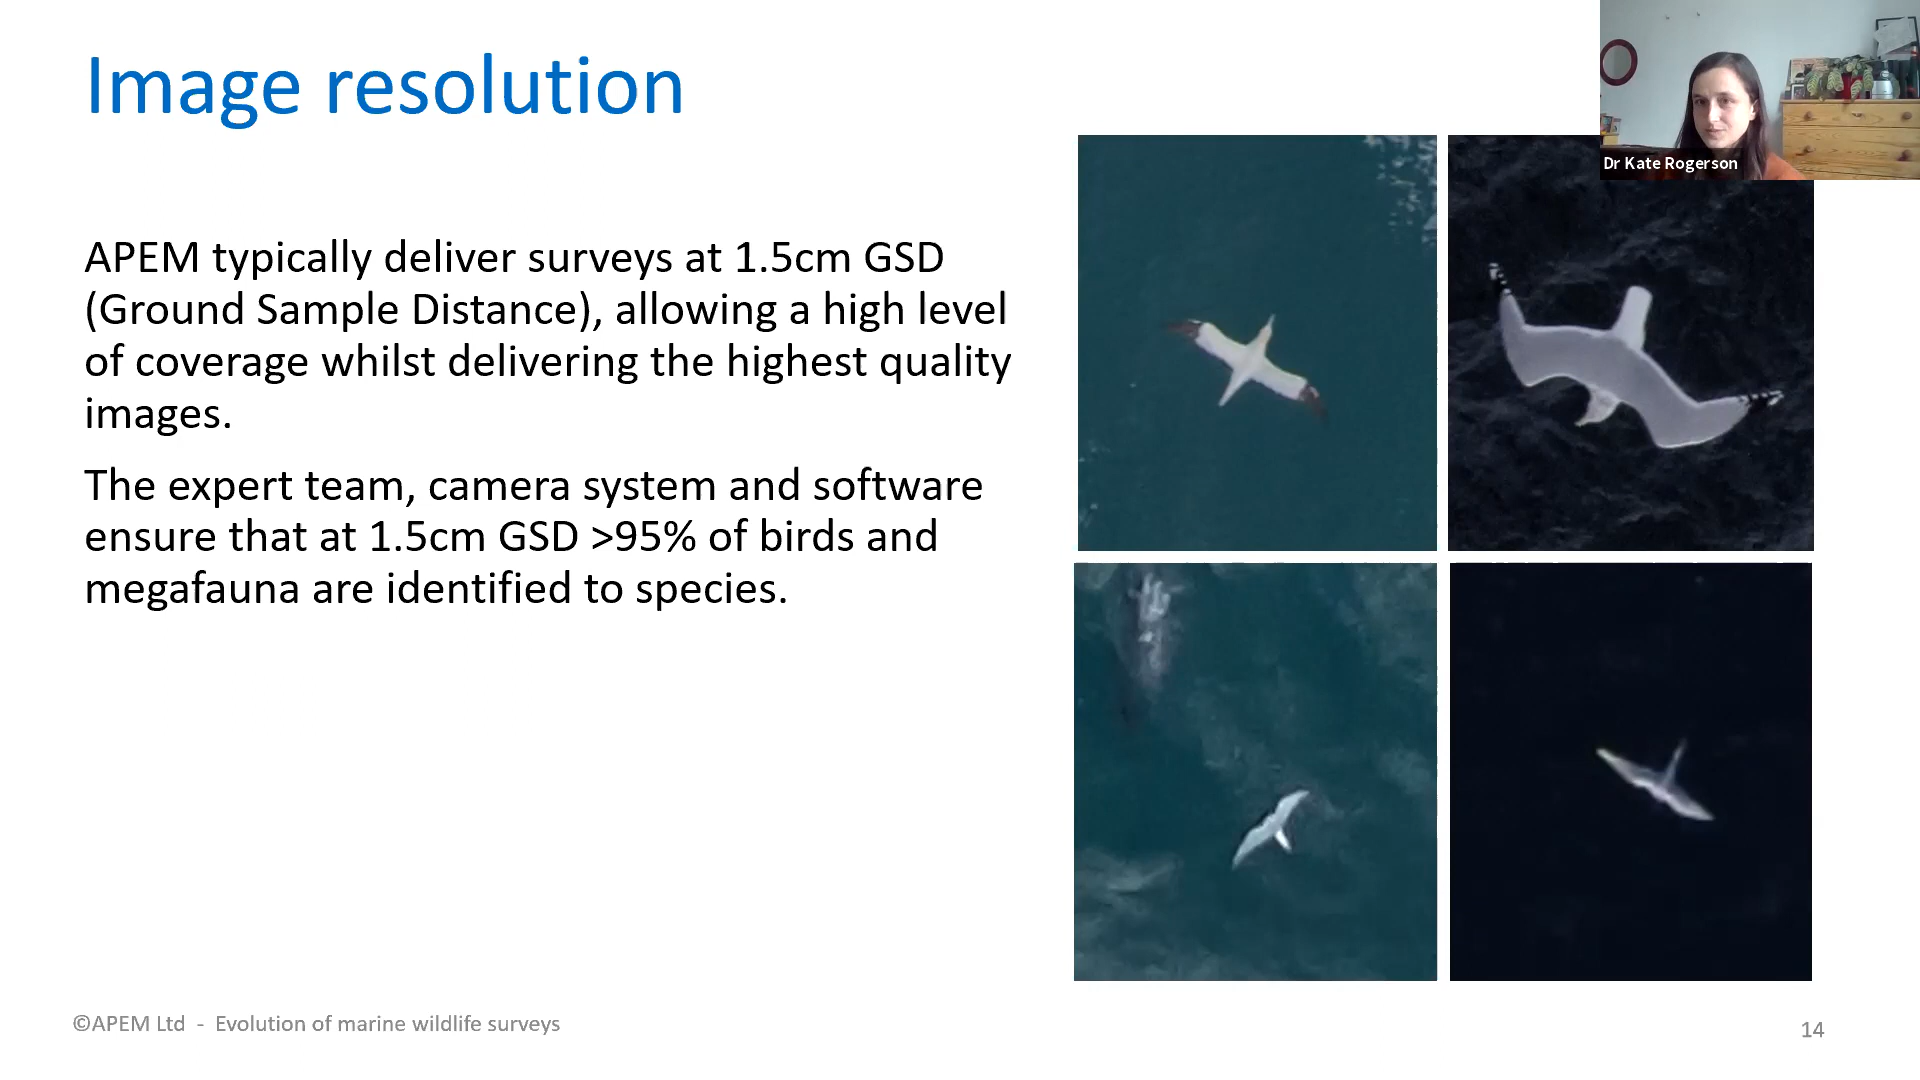 Image resolution
Dr Kate Rogerson
APEM typically deliver surveys at 1.5cm GSD
(Ground Sample Distance), allowing a high level
of coverage whilst delivering the highest quality
images.
The expert team, camera system and software
ensure that at 1.5cm GSD >95% of birds and
megafauna are identified to species.
©APEM Ltd - Evolution of marine wildlife surveys
14